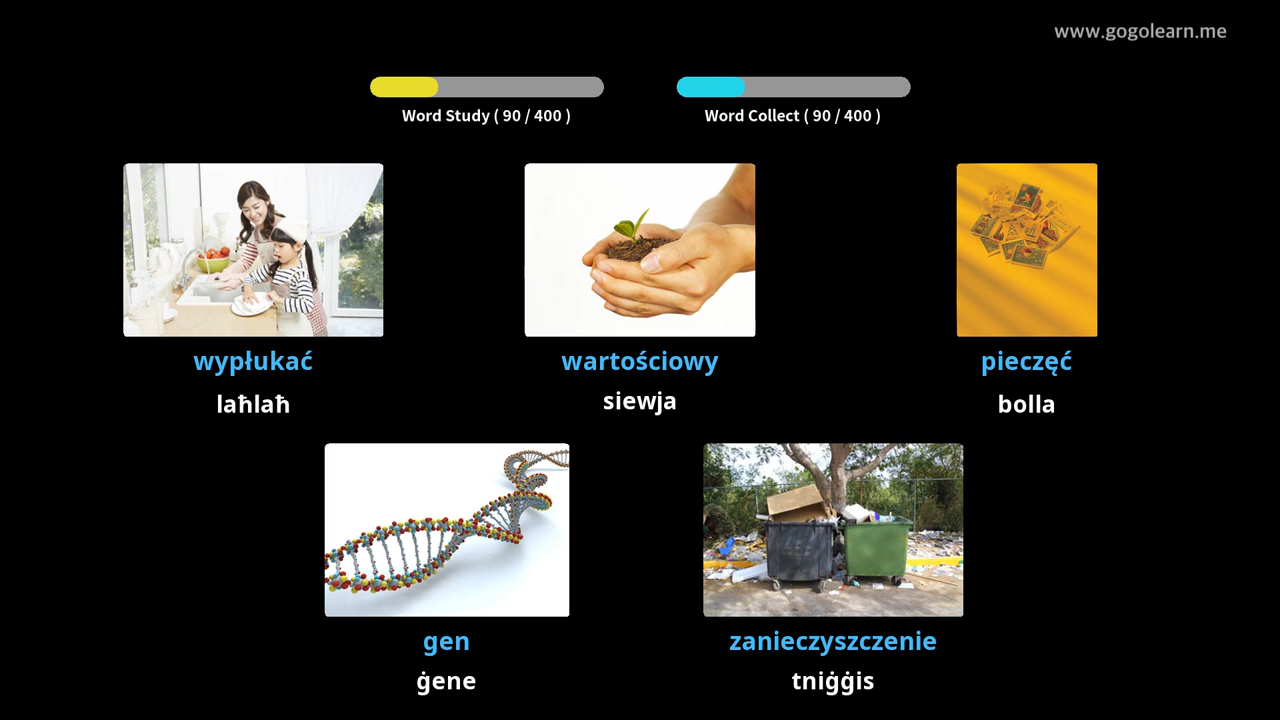 www.gogolearn.me
Word Study ( 90 / 400 )
Word Collect ( 90 / 400 )
wypłukać
laħlaħ
wartościowy
siewja
pieczęć
bolla
gen
ġene
zanieczyszczenie
tniġġis